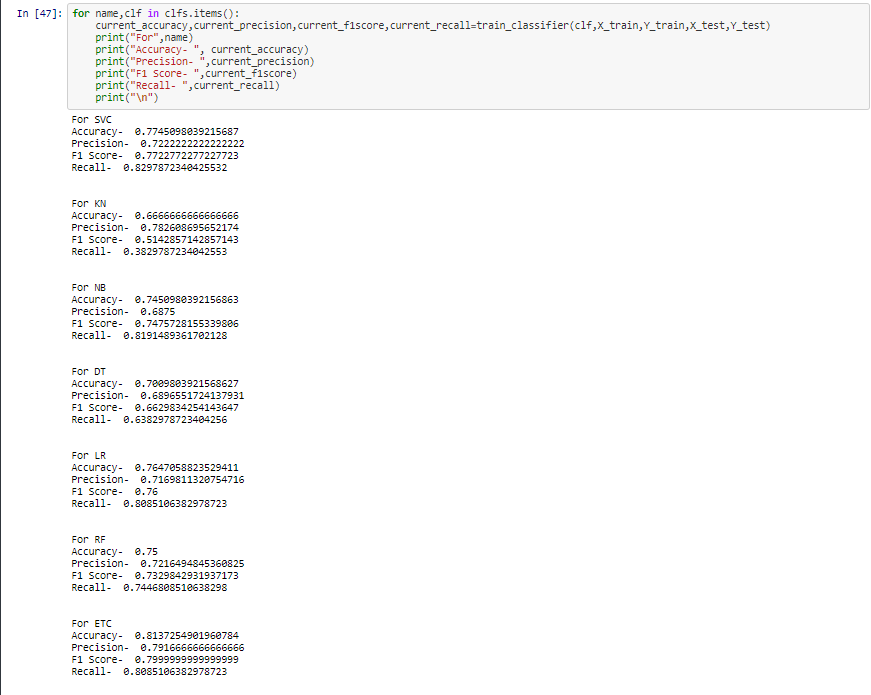 In [47]: for name,clf in clfs.items():
current_accuracy,current_precision,current_f1score,current_recall=train_classifier(clf,X_train,Y_train,X_test,Y_test)
print("For",name)
print("Accuracy- ", current_accuracy)
print("Precision- ",current_precision)
print("F1 Score- ",current_f1score)
print("Recall- ",current_recall)
print("\n")
For SVC
Accuracy-  0.7745098039215687
Precision-  0.7222222222222222
F1 Score-  0.7722772277227723
Recall-  0.8297872340425532
For KN
Accuracy-  0.6666666666666666
Precision-  0.782608695652174
F1 Score-  0.5142857142857143
Recall-  0.3829787234042553
For NB
Accuracy-  0.7450980392156863
Precision-  0.6875
F1 Score-  0.7475728155339806
Recall-  0.8191489361702128
For DT
Accuracy-  0.7009803921568627
Precision-  0.6896551724137931
F1 Score-  0.6629834254143647
Recall-  0.6382978723404256
For LR
Accuracy-  0.7647058823529411
Precision-  0.7169811320754716
F1 Score-  0.76
Recall-  0.8085106382978723
For RF
Accuracy-  0.75
Precision-  0.7216494845360825
F1 Score-  0.7329842931937173
Recall-  0.7446808510638298
For ETC
Accuracy-  0.8137254901960784
Precision-  0.7916666666666666
F1 Score-  0.7999999999999999
Recall-  0.8085106382978723